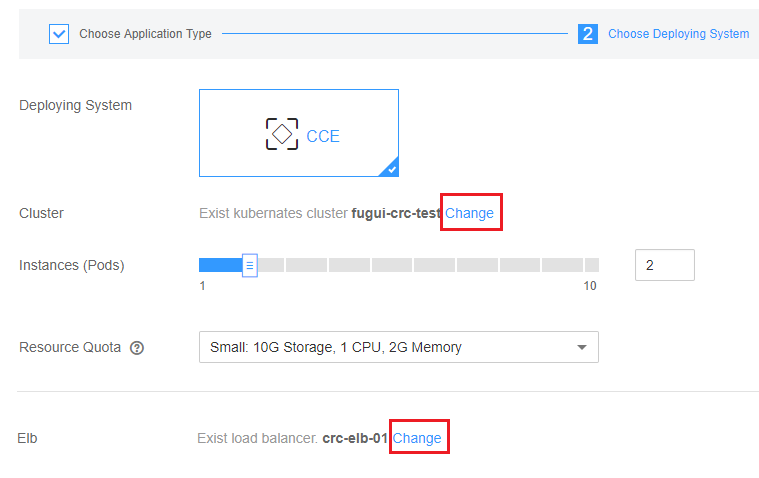 Choose Application Type 2 Choose Deploying System
Deploying System
CCE
Cluster Exist kubernates cluster fugui-crc-test Change
Instances (Pods) 2
1 10
Resource Quota ? Small: 10G Storage, 1 CPU, 2G Memory
Elb Exist load balancer. crc-elb-01 Change